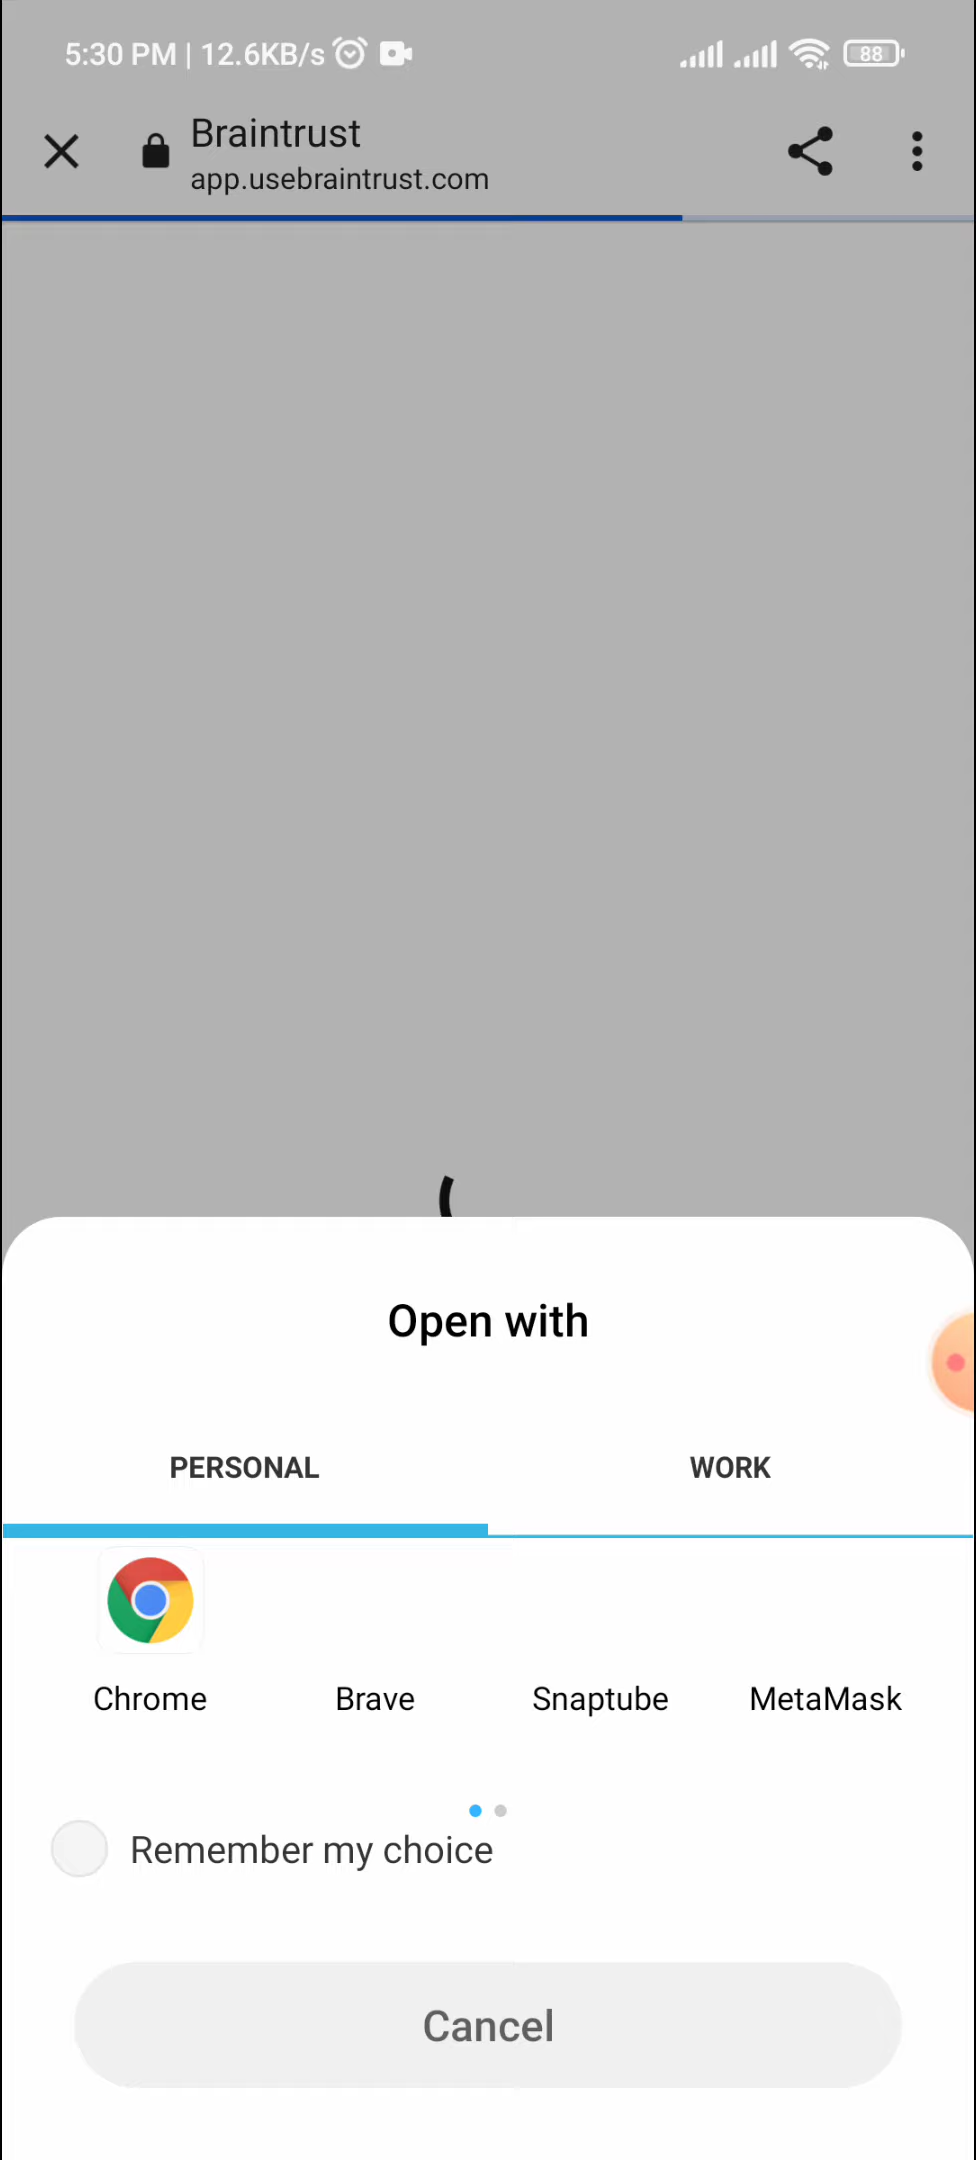 5:30 PM | 12.6KB/s
88
Braintrust
app.usebraintrust.com
Open with
PERSONAL
WORK
Chrome
Brave
Snaptube
MetaMask
Remember my choice
Cancel